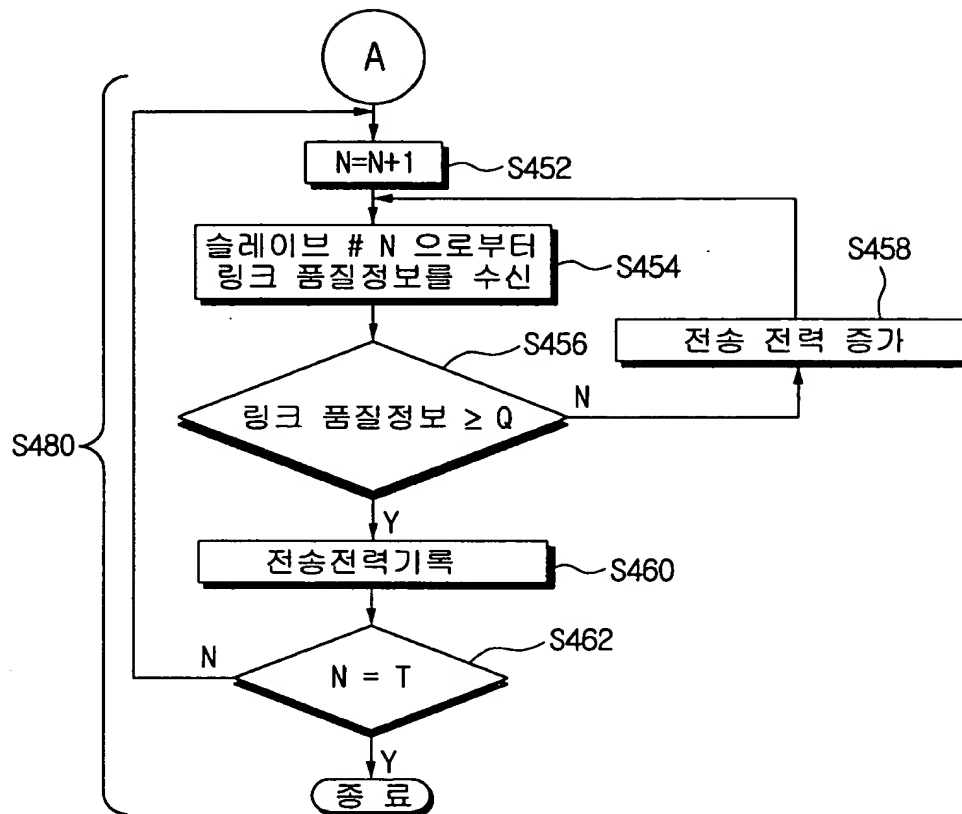 A
N=N+1
S452
슬레이브 # N 으로부터
링크 품질정보를 수신
S454
S458
전송 전력 증가
S456
링크 품질정보 ≥ Q
N
S480
Y
전송전력기록
S460
S462
N
N = T
Y
종 료